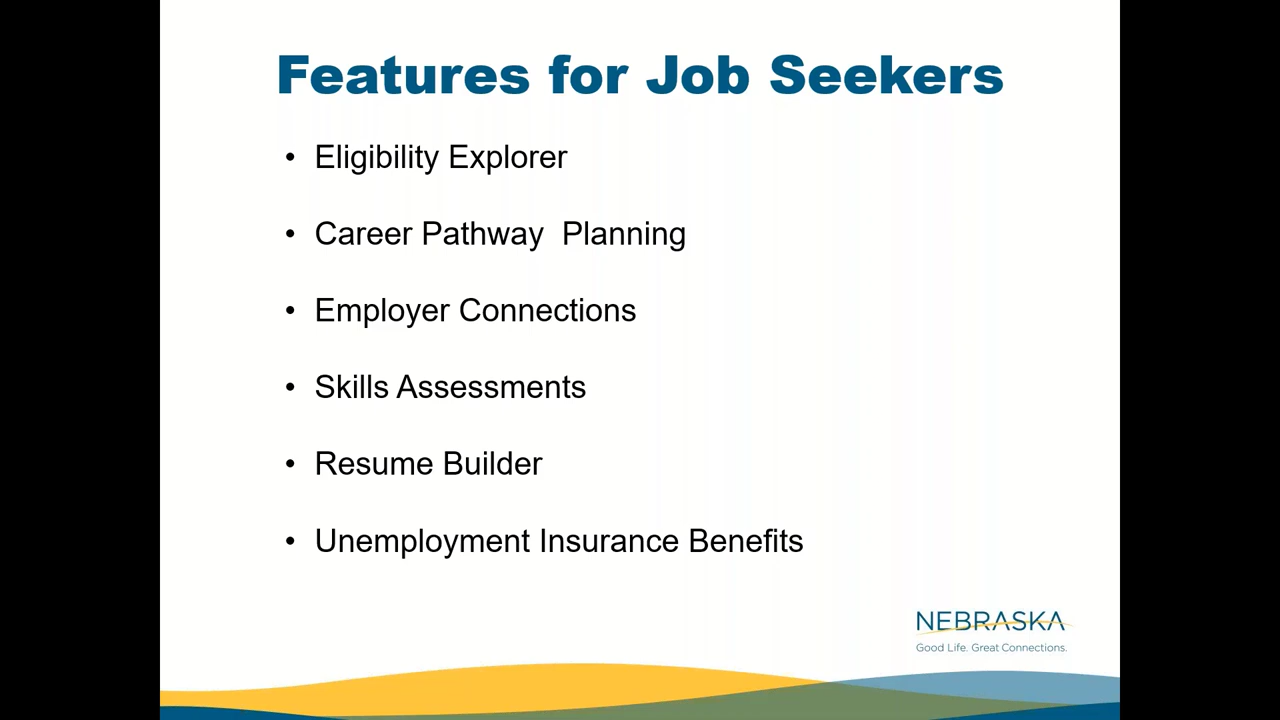 Features for Job Seekers
• Eligibility Explorer
• Career Pathway  Planning
• Employer Connections
• Skills Assessments
• Resume Builder
• Unemployment Insurance Benefits
NEBRASKA
Good Life. Great Connections.